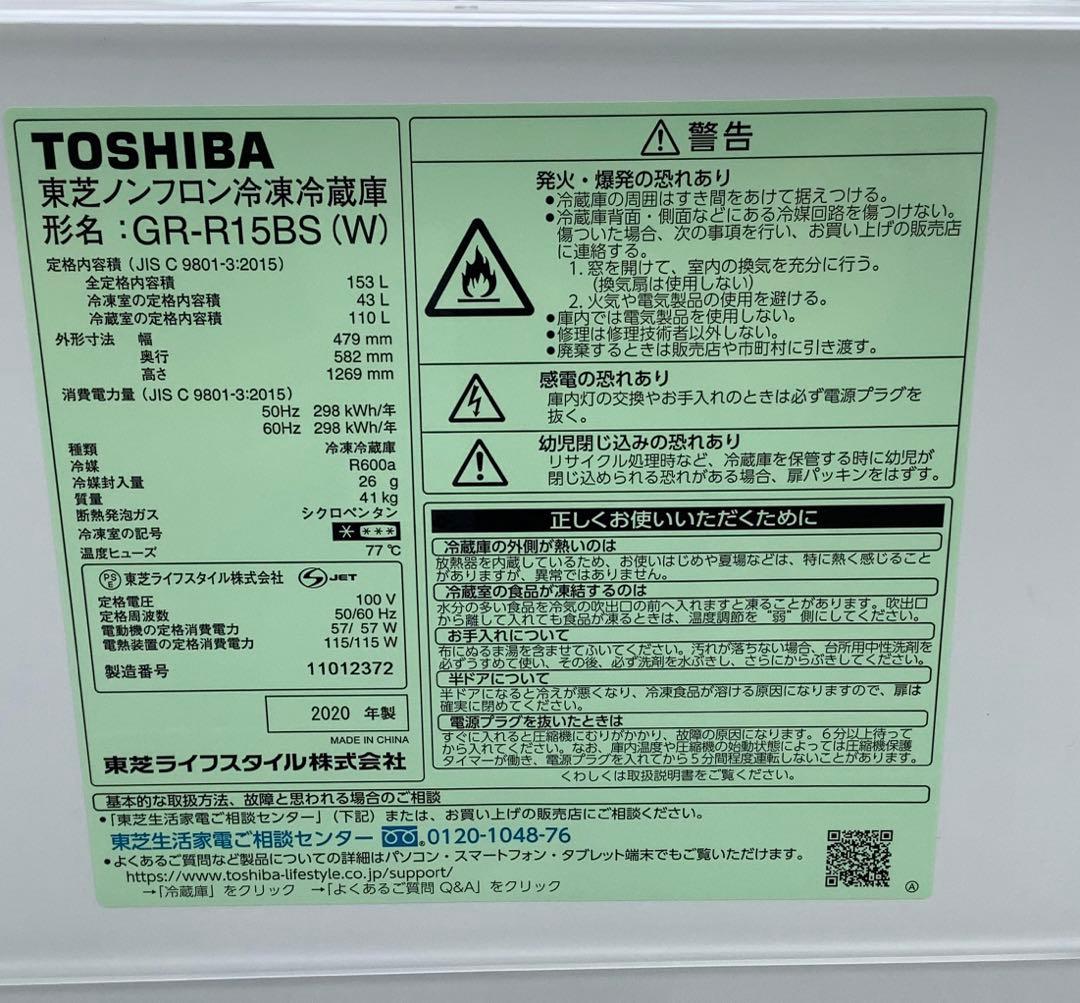 TOSHIBA
東芝ノンフロン冷凍冷蔵庫
形名：GR-R15BS (W)
定格内容積 (JIS C 9801-3:2015)
全定格内容積 153 L
冷凍室の定格内容積 43 L
冷蔵室の定格内容積 110 L
外形寸法 幅 479 mm
奥行 582 mm
高さ 1269 mm
消費電力量 (JIS C 9801-3:2015)
50Hz 298 kWh/年
60Hz 298 kWh/年
種類 冷凍冷蔵庫
冷媒 R600a
冷媒封入量 26 g
質量 41 kg
断熱発泡ガス シクロペンタン
冷凍室の記号 * ***
温度ヒューズ 77 ℃
PSE 東芝ライフスタイル株式会社 S JET
定格電圧 100 V
定格周波数 50/60 Hz
電動機の定格消費電力 57/ 57 W
電熱装置の定格消費電力 115/115 W
製造番号 11012372
2020 年製
MADE IN CHINA
東芝ライフスタイル株式会社
⚠警告
発火・爆発の恐れあり
●冷蔵庫の周囲はすき間をあけて据えつける。
●冷蔵庫背面・側面などにある冷媒回路を傷つけない。
傷ついた場合、次の事項を行い、お買い上げの販売店
に連絡する。
1. 窓を開けて、室内の換気を充分に行う。
(換気扇は使用しない)
2. 火気や電気製品の使用を避ける。
●庫内では電気製品を使用しない。
●修理は修理技術者以外しない。
●廃棄するときは販売店や市町村に引き渡す。
感電の恐れあり
庫内灯の交換やお手入れのときは必ず電源プラグを
抜く。
幼児閉じ込みの恐れあり
リサイクル処理時など、冷蔵庫を保管する時に幼児が
閉じ込められる恐れがある場合、扉パッキンをはずす。
正しくお使いいただくために
冷蔵庫の外側が熱いのは
放熱器を内蔵しているため、お使いはじめや夏場などは、特に熱く感じること
がありますが、異常ではありません。
冷蔵室の食品が凍結するのは
水分の多い食品を冷気の吹出口の前へ入れますと凍ることがあります。吹出口
から離して入れても食品が凍るときは、温度調節を“弱”側にしてください。
お手入れについて
布にぬるま湯を含ませてふいてください。汚れが落ちない場合、台所用中性洗剤を
必ずうすめて使い、その後、必ず洗剤を水ぶきし、さらにからぶきしてください。
半ドアについて
半ドアになると冷えが悪くなり、冷凍食品が溶ける原因になりますので、扉は
確実に閉めてください。
電源プラグを抜いたときは
すぐに入れると圧縮機にむりがかかり、故障の原因になります。6分以上待って
から入れてください。なお、庫内温度や圧縮機の始動状態によっては圧縮機保護
タイマーが働き、電源プラグを入れてから5分間程度運転しないことがあります。
くわしくは取扱説明書をご覧ください。
基本的な取扱方法、故障と思われる場合のご相談
●「東芝生活家電ご相談センター」（下記）または、お買い上げの販売店にご相談ください。
東芝生活家電ご相談センター 0120-1048-76
●よくあるご質問など製品についての詳細はパソコン・スマートフォン・タブレット端末でもご覧いただけます。
https://www.toshiba-lifestyle.co.jp/support/
→「冷蔵庫」をクリック →「よくあるご質問 Q&A」をクリック
Ⓐ